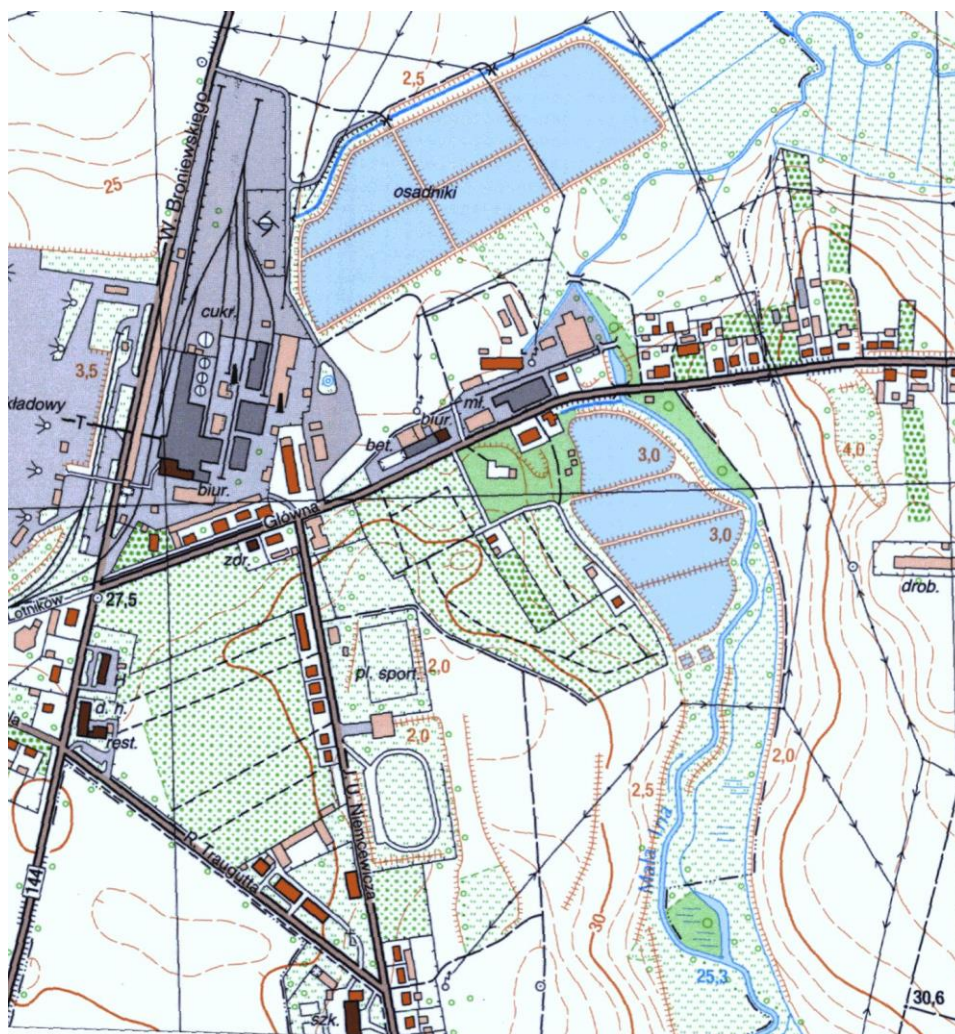 2,5
W. Broniewskiego
25
osadniki
cukr.
3,5
kładowy
T
biur.
mł.
bet.
biur.
3,0
4,0
Główna
3,0
zdr.
drob.
Lotników
27,5
2,0
pl. sport.
d. h.
rest.
2,0
2,0
2,5
J.U. Niemcewicza
R. Traugutta
Mała Ina
144
30
25,3
30,6
szk.